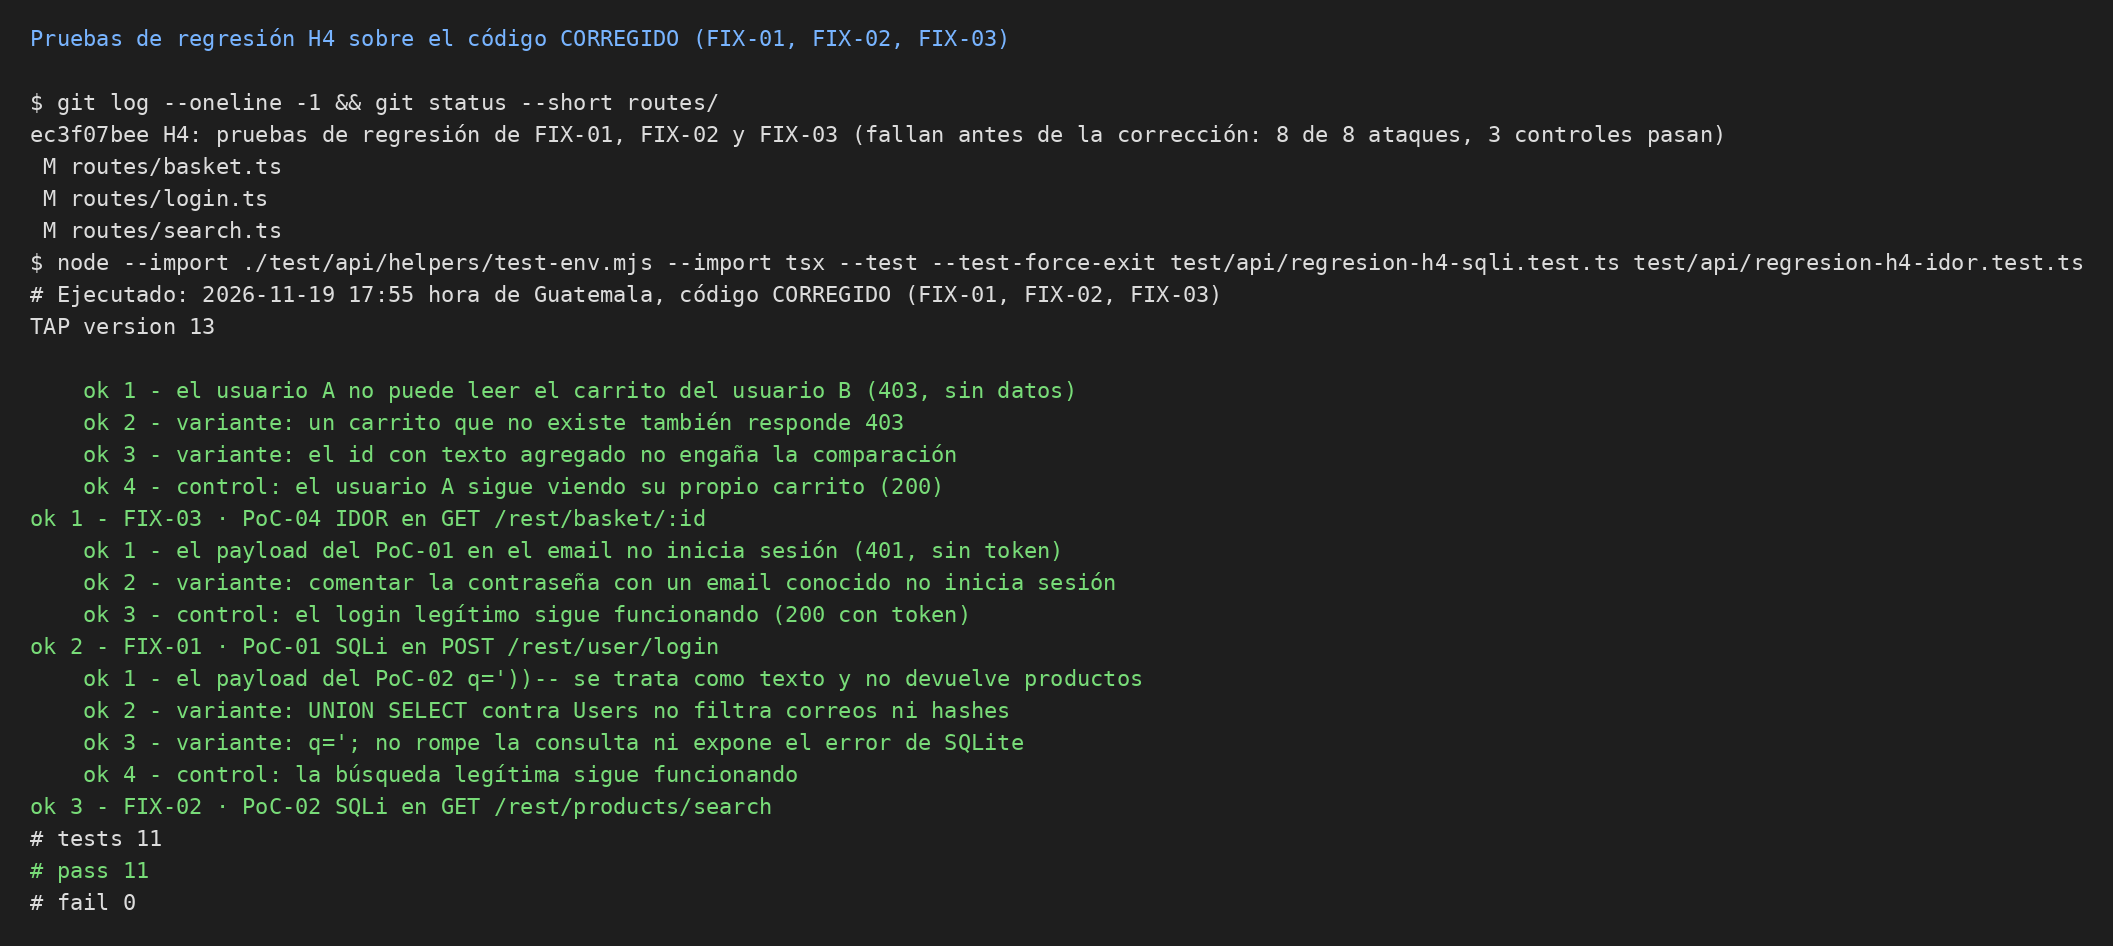 Pruebas de regresión H4 sobre el código CORREGIDO (FIX-01, FIX-02, FIX-03)
$ git log --oneline -1 && git status --short routes/
ec3f07bee H4: pruebas de regresión de FIX-01, FIX-02 y FIX-03 (fallan antes de la corrección: 8 de 8 ataques, 3 controles pasan)
 M routes/basket.ts
 M routes/login.ts
 M routes/search.ts
$ node --import ./test/api/helpers/test-env.mjs --import tsx --test --test-force-exit test/api/regresion-h4-sqli.test.ts test/api/regresion-h4-idor.test.ts
# Ejecutado: 2026-11-19 17:55 hora de Guatemala, código CORREGIDO (FIX-01, FIX-02, FIX-03)
TAP version 13
    ok 1 - el usuario A no puede leer el carrito del usuario B (403, sin datos)
    ok 2 - variante: un carrito que no existe también responde 403
    ok 3 - variante: el id con texto agregado no engaña la comparación
    ok 4 - control: el usuario A sigue viendo su propio carrito (200)
ok 1 - FIX-03 · PoC-04 IDOR en GET /rest/basket/:id
    ok 1 - el payload del PoC-01 en el email no inicia sesión (401, sin token)
    ok 2 - variante: comentar la contraseña con un email conocido no inicia sesión
    ok 3 - control: el login legítimo sigue funcionando (200 con token)
ok 2 - FIX-01 · PoC-01 SQLi en POST /rest/user/login
    ok 1 - el payload del PoC-02 q='))-- se trata como texto y no devuelve productos
    ok 2 - variante: UNION SELECT contra Users no filtra correos ni hashes
    ok 3 - variante: q='; no rompe la consulta ni expone el error de SQLite
    ok 4 - control: la búsqueda legítima sigue funcionando
ok 3 - FIX-02 · PoC-02 SQLi en GET /rest/products/search
# tests 11
# pass 11
# fail 0